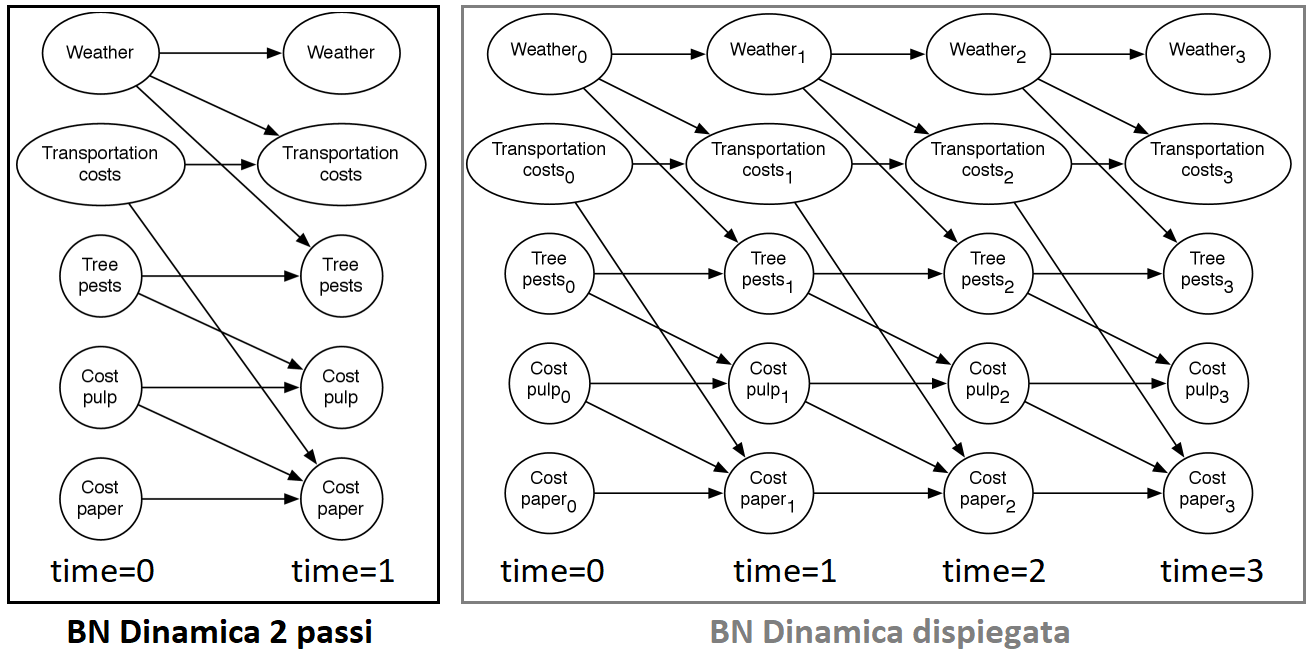 Weather
Weather
Transportation
costs
Transportation
costs
Tree
pests
Tree
pests
Cost
pulp
Cost
pulp
Cost
paper
Cost
paper
time=0
time=1
BN Dinamica 2 passi
Weather0
Weather1
Weather2
Weather3
Transportation
costs0
Transportation
costs1
Transportation
costs2
Transportation
costs3
Tree
pests0
Tree
pests1
Tree
pests2
Tree
pests3
Cost
pulp0
Cost
pulp1
Cost
pulp2
Cost
pulp3
Cost
paper0
Cost
paper1
Cost
paper2
Cost
paper3
time=0
time=1
time=2
time=3
BN Dinamica dispiegata